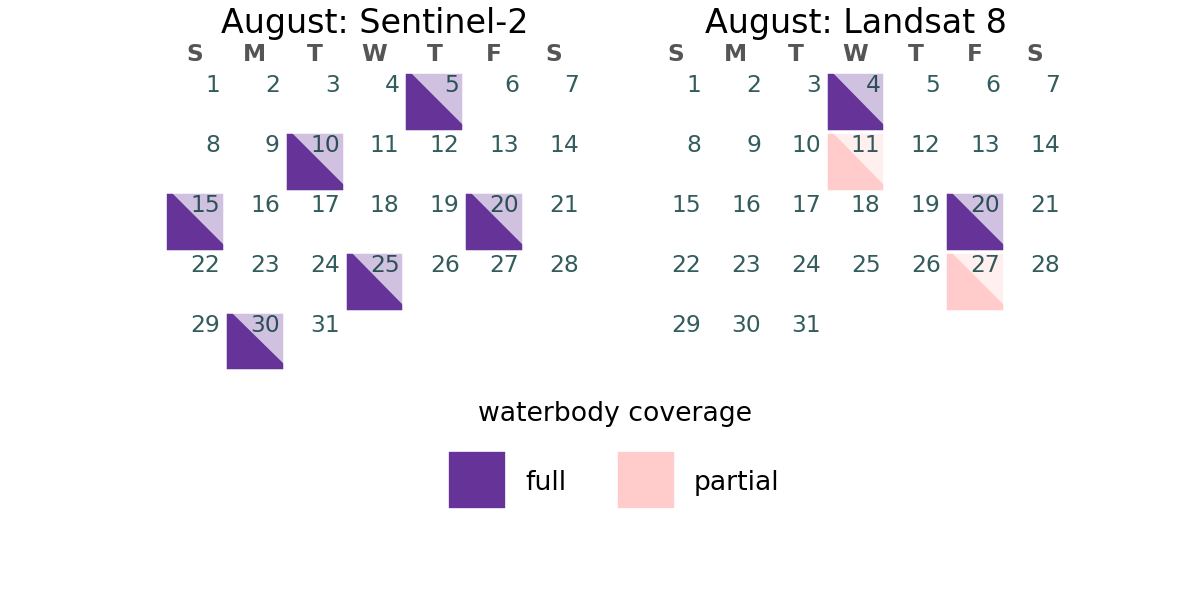 August: Sentinel-2
S M T W T F S
1 2 3 4 5 6 7
8 9 10 11 12 13 14
15 16 17 18 19 20 21
22 23 24 25 26 27 28
29 30 31
August: Landsat 8
S M T W T F S
1 2 3 4 5 6 7
8 9 10 11 12 13 14
15 16 17 18 19 20 21
22 23 24 25 26 27 28
29 30 31
waterbody coverage
full partial